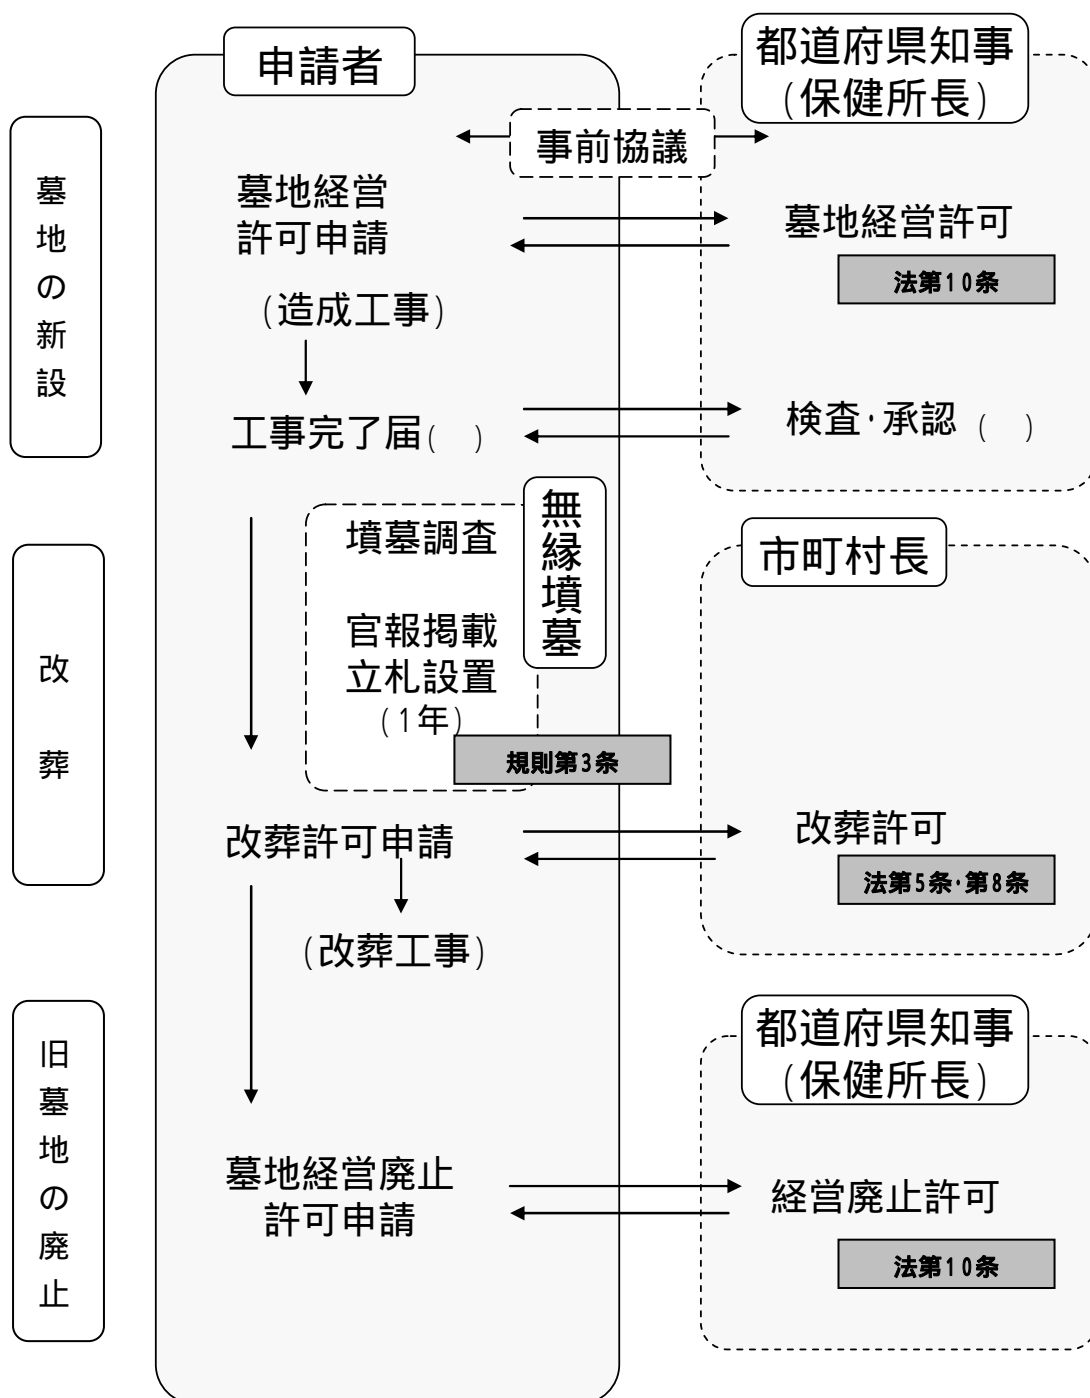 申請者
都道府県知事
(保健所長)
事前協議
墓地の新設
墓地経営
許可申請
墓地経営許可
法第10条
(造成工事)
工事完了届( )
検査・承認 ( )
無縁墳墓
墳墓調査
官報掲載
立札設置
(1年)
規則第3条
市町村長
改葬
改葬許可申請
改葬許可
法第5条・第8条
(改葬工事)
都道府県知事
(保健所長)
旧墓地の廃止
墓地経営廃止
許可申請
経営廃止許可
法第10条